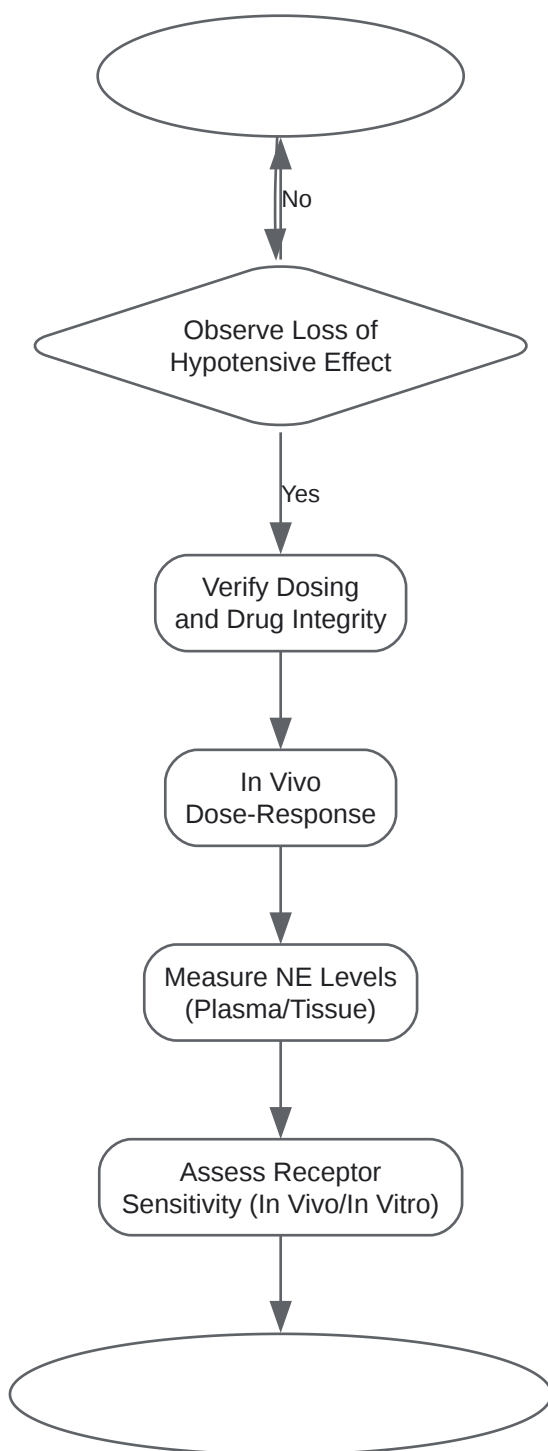 No
Observe Loss of
Hypotensive Effect
Yes
Verify Dosing
and Drug Integrity
In Vivo
Dose-Response
Measure NE Levels
(Plasma/Tissue)
Assess Receptor
Sensitivity (In Vivo/In Vitro)